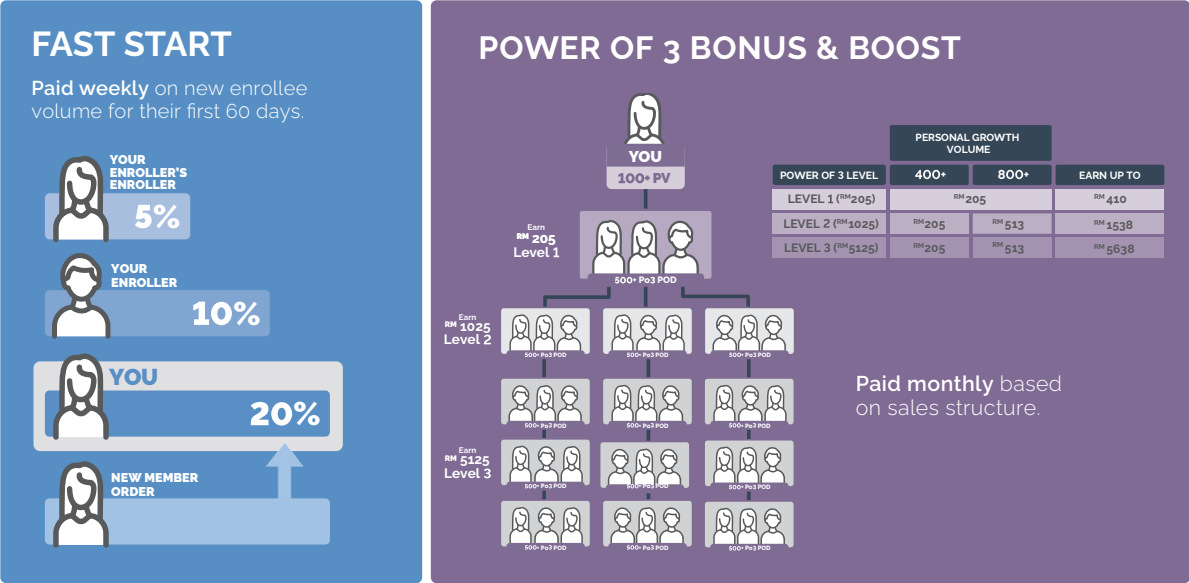 FAST START
Paid weekly on new enrollee
volume for their first 60 days.
YOUR
ENROLLER'S
ENROLLER
5%
YOUR
ENROLLER
10%
YOU
20%
NEW MEMBER
ORDER
POWER OF 3 BONUS & BOOST
YOU
100+ PV
Earn
RM 205
Level 1
500+ Po3 POD
Earn
RM 1025
Level 2
500+ Po3 POD 500+ Po3 POD 500+ Po3 POD
500+ Po3 POD 500+ Po3 POD 500+ Po3 POD
Earn
RM 5125
Level 3
500+ Po3 POD 500+ Po3 POD 500+ Po3 POD
500+ Po3 POD 500+ Po3 POD 500+ Po3 POD
PERSONAL GROWTH
VOLUME
POWER OF 3 LEVEL 400+ 800+ EARN UP TO
LEVEL 1 (RM205) RM205 RM410
LEVEL 2 (RM1025) RM205 RM513 RM1538
LEVEL 3 (RM5125) RM205 RM513 RM5638
Paid monthly based
on sales structure.